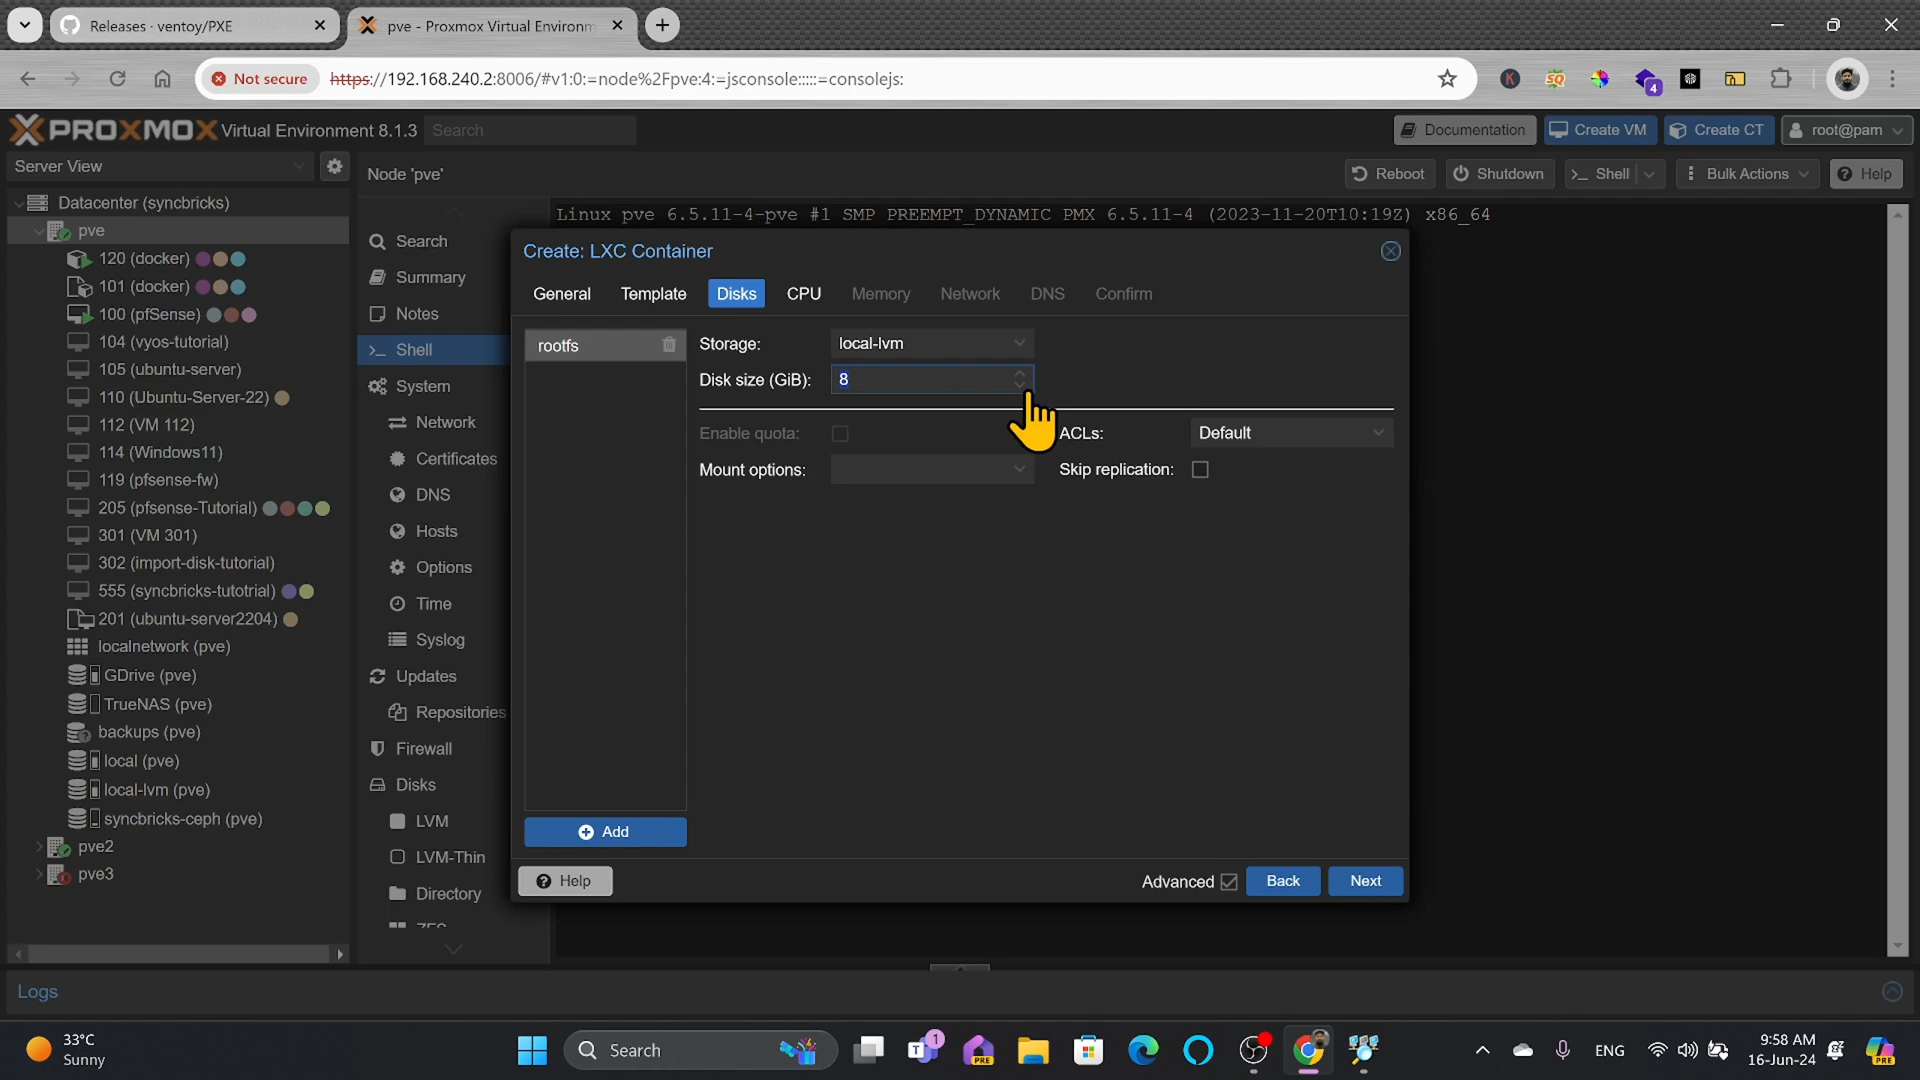 Releases · ventoy/PXE
pve - Proxmox Virtual Environm
Not secure
https://192.168.240.2:8006/#v1:0:=node%2Fpve:4:=jsconsole:::::=consolejs:
4
PROXMOX Virtual Environment 8.1.3
Search
Documentation
Create VM
Create CT
root@pam
Server View
Node 'pve'
Reboot
Shutdown
Shell
Bulk Actions
Help
Datacenter (syncbricks)
pve
120 (docker)
101 (docker)
100 (pfSense)
104 (vyos-tutorial)
105 (ubuntu-server)
110 (Ubuntu-Server-22)
112 (VM 112)
114 (Windows11)
119 (pfsense-fw)
205 (pfsense-Tutorial)
301 (VM 301)
302 (import-disk-tutorial)
555 (syncbricks-tutotrial)
201 (ubuntu-server2204)
localnetwork (pve)
GDrive (pve)
TrueNAS (pve)
backups (pve)
local (pve)
local-lvm (pve)
syncbricks-ceph (pve)
pve2
pve3
Search
Summary
Notes
Shell
System
Network
Certificates
DNS
Hosts
Options
Time
Syslog
Updates
Repositories
Firewall
Disks
LVM
LVM-Thin
Directory
ZFS
Linux pve 6.5.11-4-pve #1 SMP PREEMPT_DYNAMIC PMX 6.5.11-4 (2023-11-20T10:19Z) x86_64
Create: LXC Container
General
Template
Disks
CPU
Memory
Network
DNS
Confirm
rootfs
Storage:
local-lvm
Disk size (GiB):
8
Enable quota:
ACLs:
Default
Mount options:
Skip replication:
Add
Help
Advanced
Back
Next
Logs
33°C
Sunny
Search
1
PRE
ENG
9:58 AM
16-Jun-24
PRE